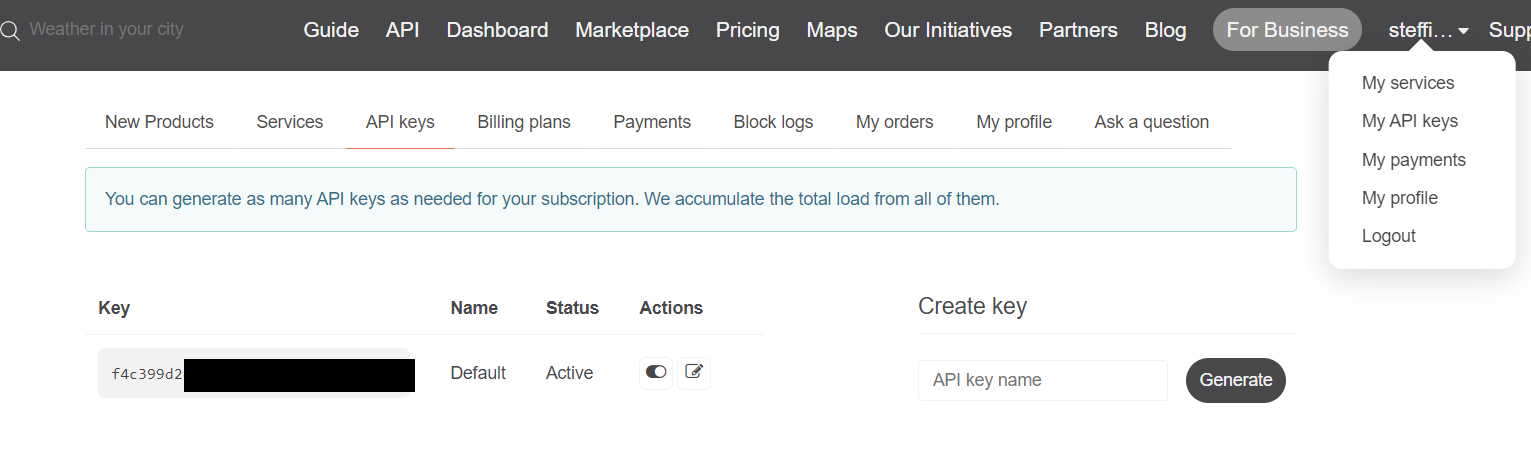 Weather in your city
Guide API Dashboard Marketplace Pricing Maps Our Initiatives Partners Blog For Business steffi... Supp
My services
My API keys
My payments
My profile
Logout
New Products Services API keys Billing plans Payments Block logs My orders My profile Ask a question
You can generate as many API keys as needed for your subscription. We accumulate the total load from all of them.
Key Name Status Actions
f4c399d2 Default Active
Create key
API key name Generate